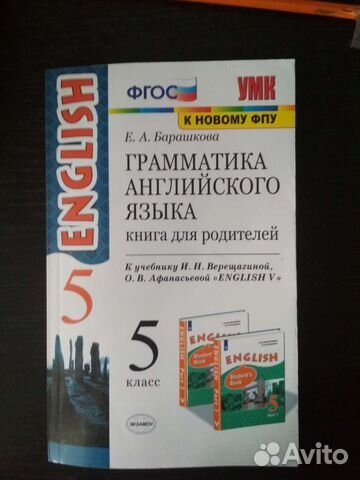 ENGLISH 5
ФГОС
УМК
К НОВОМУ ФПУ
Е. А. Барашкова
ГРАММАТИКА
АНГЛИЙСКОГО
ЯЗЫКА
книга для родителей
К учебнику И. Н. Верещагиной,
О. В. Афанасьевой «ENGLISH V»
5
класс
ENGLISH
Student's
Book
ENGLISH
Student's
Book
5
ЭКЗАМЕН
Avito